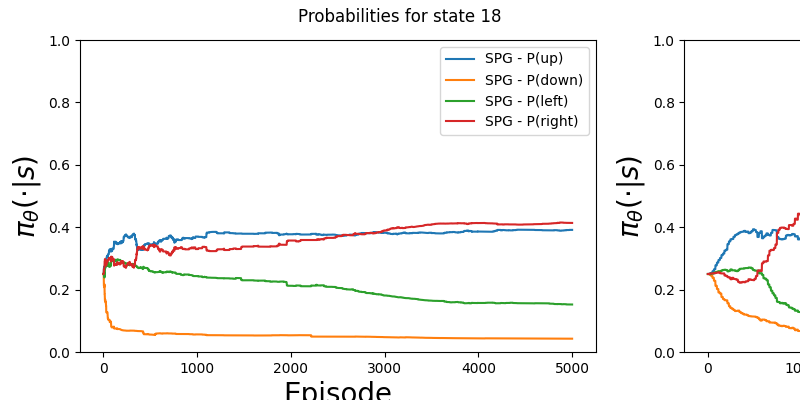 Probabilities for state 18
1.0
0.8
0.6
0.4
0.2
0.0
π_θ(·|s)
SPG - P(up)
SPG - P(down)
SPG - P(left)
SPG - P(right)
0 1000 2000 3000 4000 5000
Episode
1.0
0.8
0.6
0.4
0.2
0.0
π_θ(·|s)
0